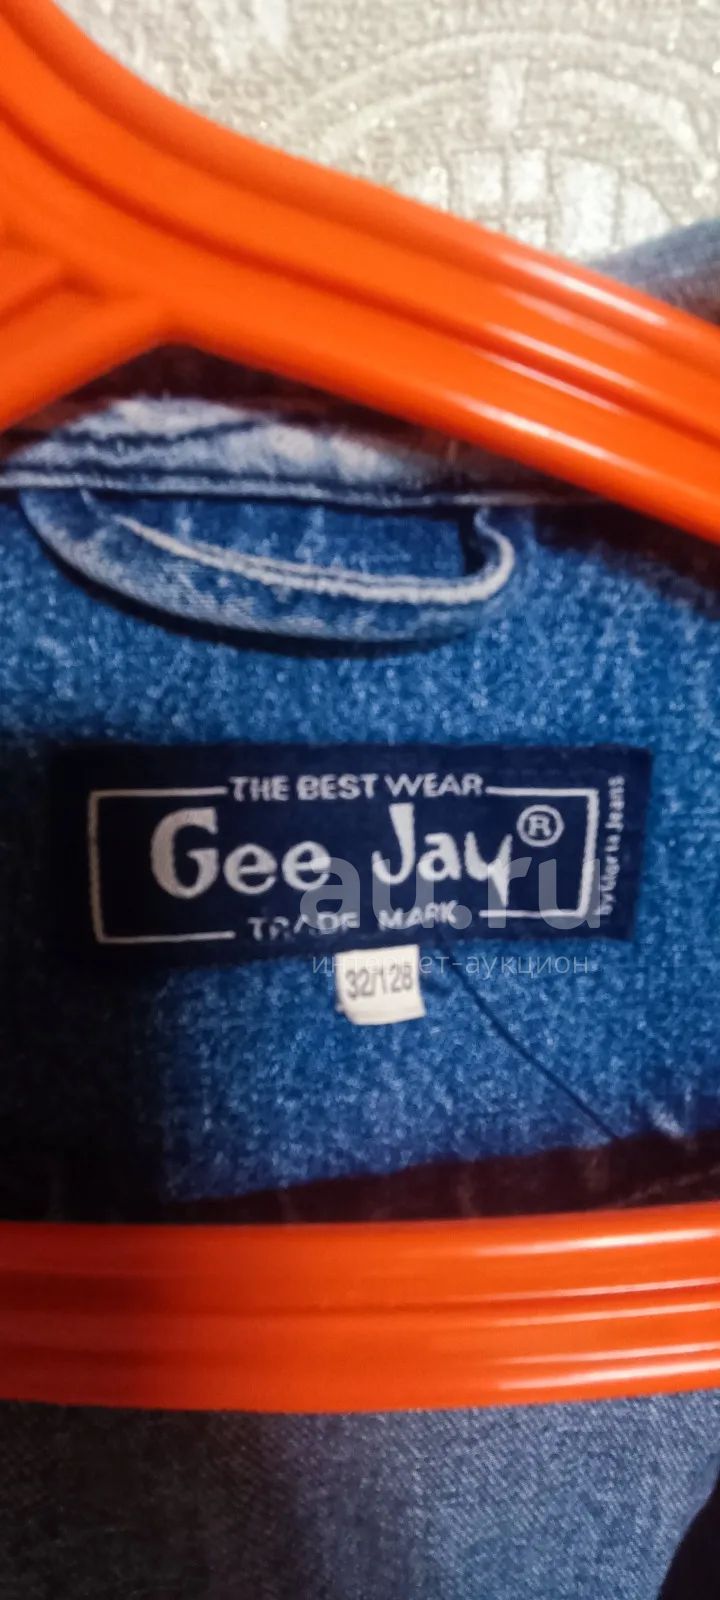 THE BEST WEAR
Gee Jay®
TRADE MARK
by Gloria Jeans
32/128
au.ru
интернет-аукцион